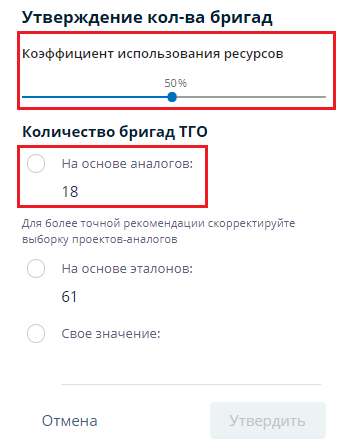 Утверждение кол-ва бригад
Коэффициент использования ресурсов
50%
Количество бригад ТГО
На основе аналогов:
18
Для более точной рекомендации скорректируйте
выборку проектов-аналогов
На основе эталонов:
61
Свое значение:
Отмена
Утвердить